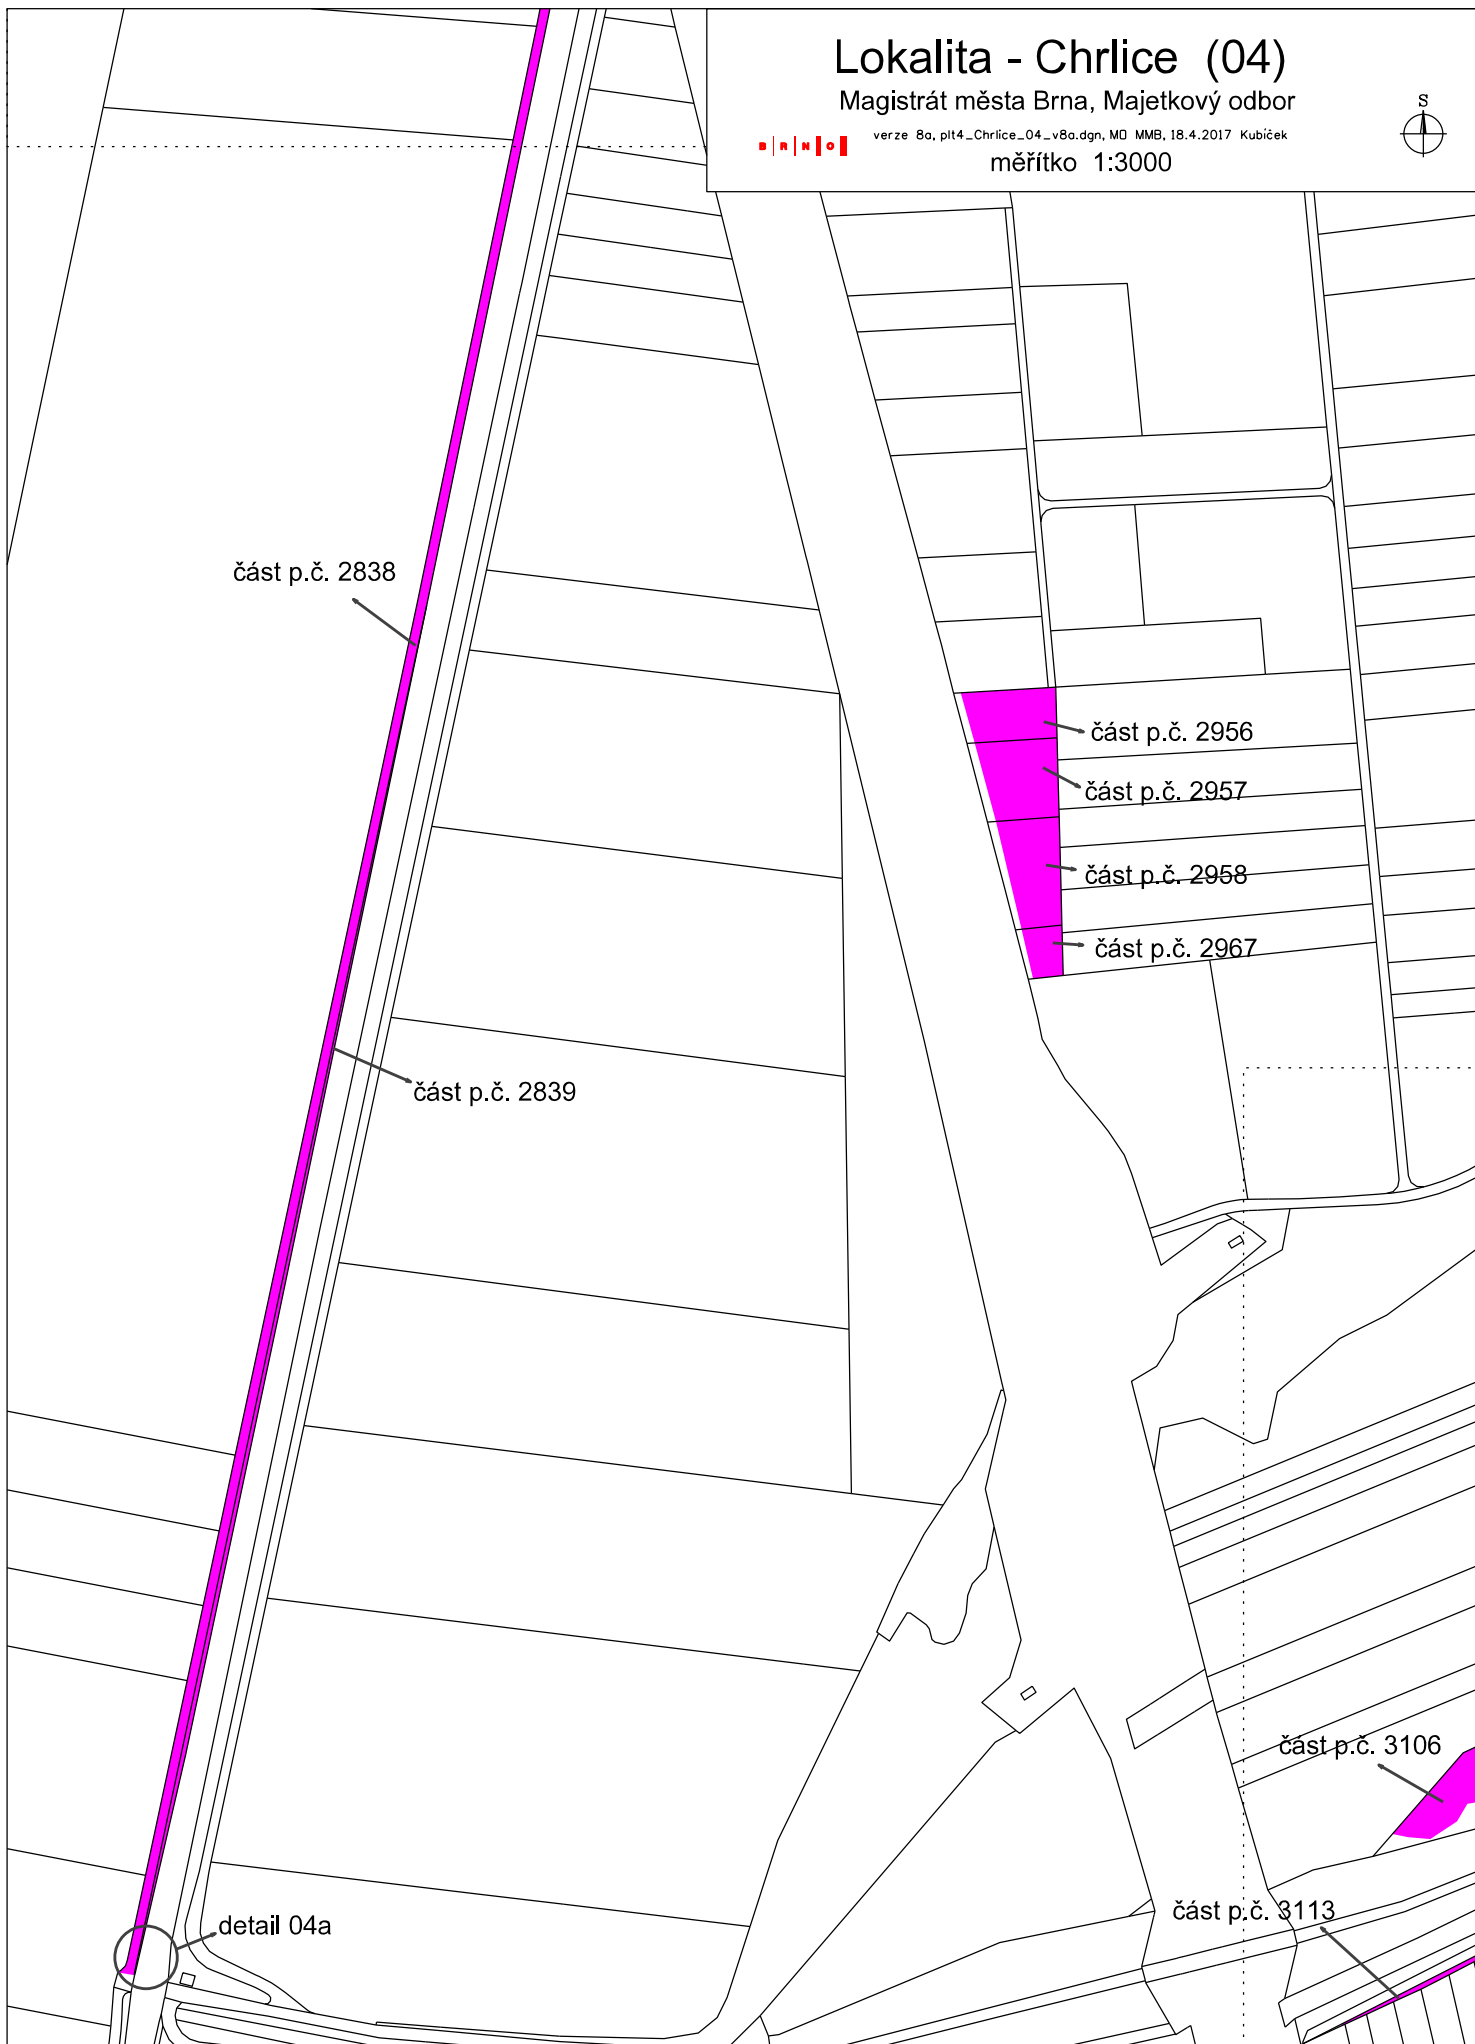 Lokalita - Chrlice (04)
Magistrát města Brna, Majetkový odbor
S
BRNO
verze 8a, plt4_Chrlice_04_v8a.dgn, MO MMB, 18.4.2017 Kubíček
měřítko 1:3000
část p.č. 2838
část p.č. 2956
část p.č. 2957
část p.č. 2958
část p.č. 2967
část p.č. 2839
část p.č. 3106
část p.č. 3113
detail 04a